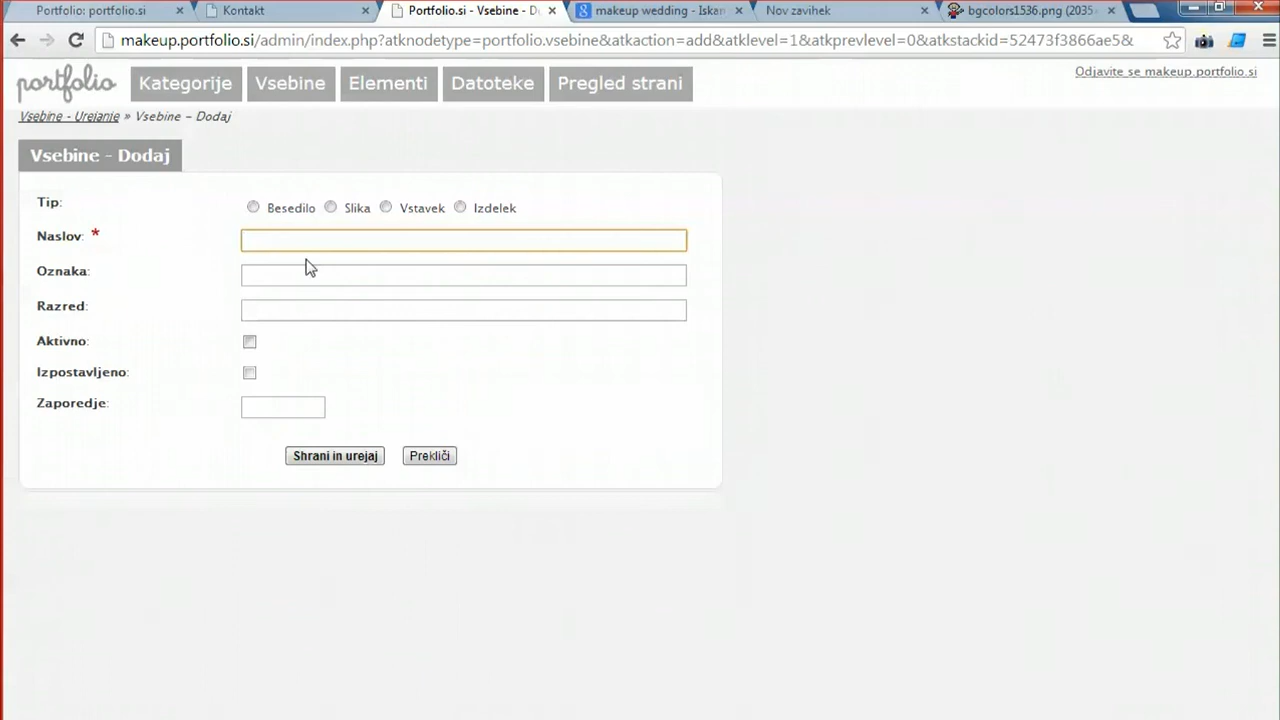 Portfolio: portfolio.si
Kontakt
Portfolio.si - Vsebine - D
makeup wedding - Iskan
Nov zavihek
bgcolors1536.png (2035
makeup.portfolio.si/admin/index.php?atknodetype=portfoliovsebine&atkaction=add&atklevel=1&atkprevlevel=0&atkstackid=52473f3866ae5&
portfolio
Kategorije
Vsebine
Elementi
Datoteke
Pregled strani
Odjavite se makeup.portfolio.si
Vsebine - Urejanje » Vsebine – Dodaj
Vsebine – Dodaj
Tip: Besedilo Slika Vstavek Izdelek
Naslov: *
Oznaka:
Razred:
Aktivno:
Izpostavljeno:
Zaporedje:
Shrani in urejaj Prekliči